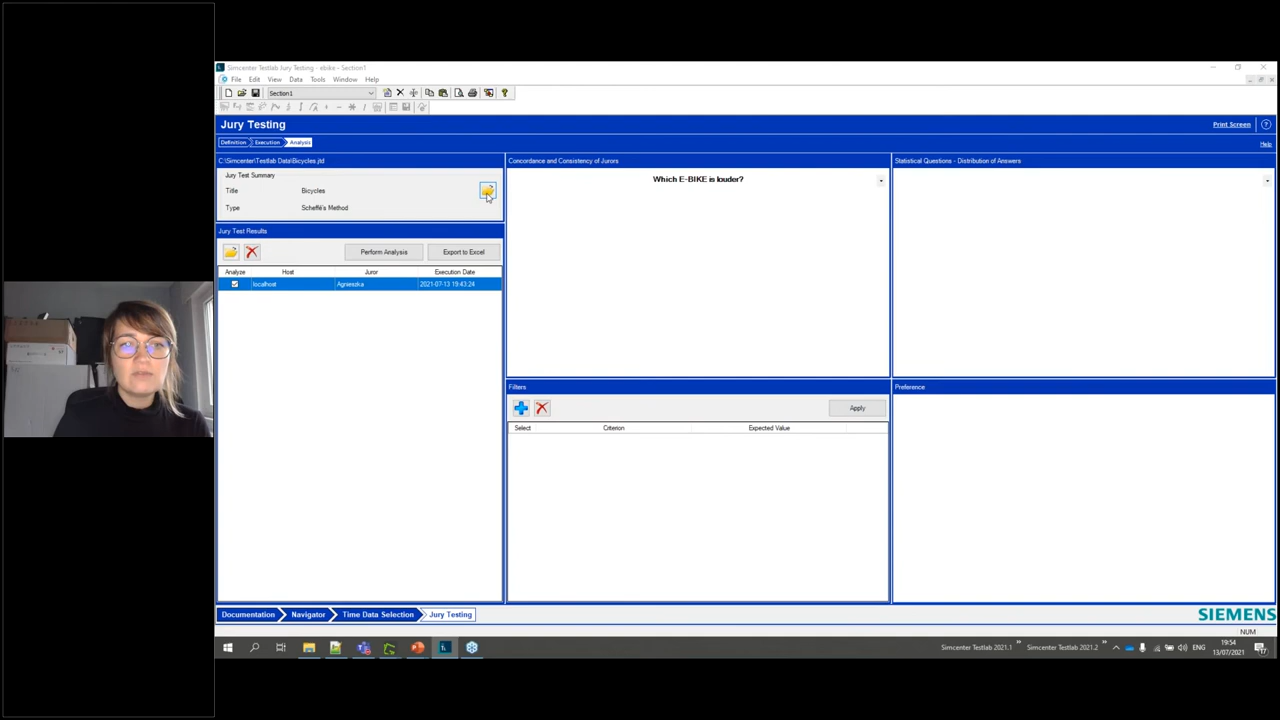 Simcenter Testlab Jury Testing - ebike - Section1
File Edit View Data Tools Window Help
Section1
Jury Testing
Print Screen
Definition Execution Analysis
Help
C:\Simcenter\Testlab Data\Bicycles.jtd
Jury Test Summary
Title Bicycles
Type Scheffé's Method
Jury Test Results
Perform Analysis Export to Excel
Analyze Host Juror Execution Date
localhost Agnieszka 2021-07-13 19:43:24
Concordance and Consistency of Jurors
Which E-BIKE is louder?
Filters
Apply
Select Criterion Expected Value
Statistical Questions - Distribution of Answers
Preference
Documentation Navigator Time Data Selection Jury Testing
SIEMENS
NUM
Simcenter Testlab 2021.1 Simcenter Testlab 2021.2 ENG
19:54
13/07/2021